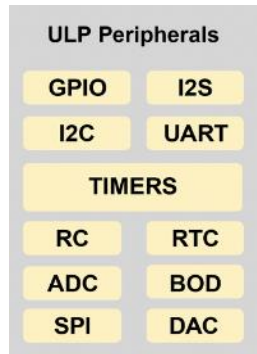 ULP Peripherals
GPIO I2S
I2C UART
TIMERS
RC RTC
ADC BOD
SPI DAC